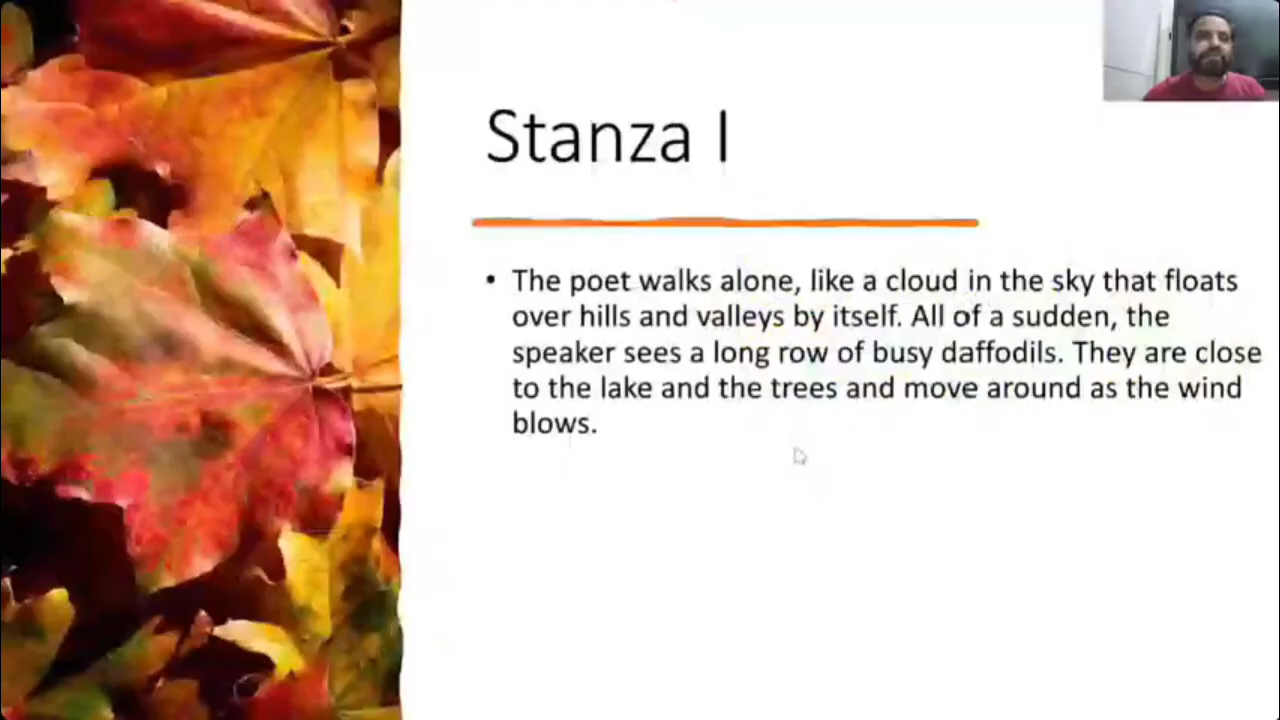 Stanza I
• The poet walks alone, like a cloud in the sky that floats
over hills and valleys by itself. All of a sudden, the
speaker sees a long row of busy daffodils. They are close
to the lake and the trees and move around as the wind
blows.